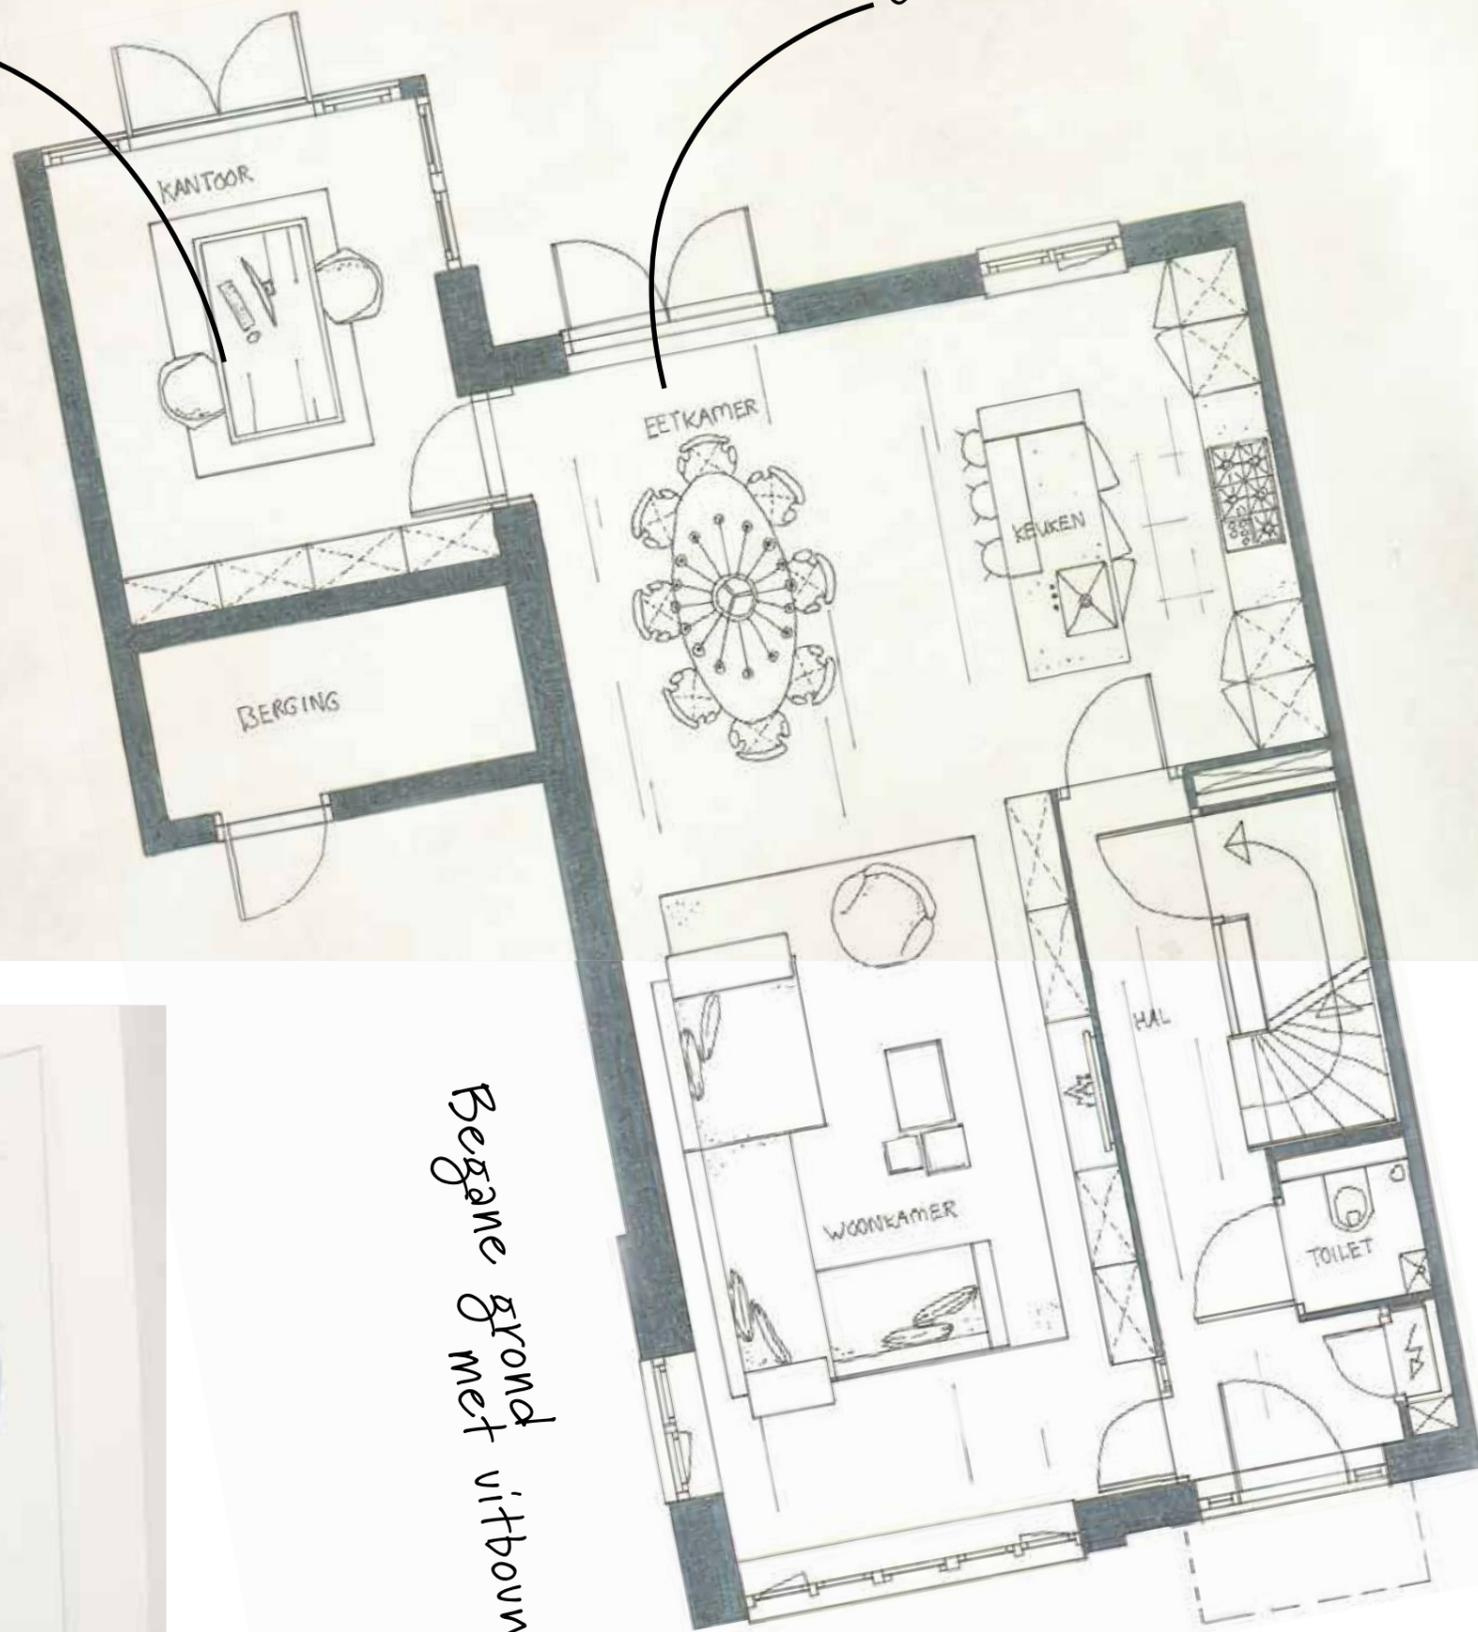 KANTOOR
EETKAMER
KEUKEN
BERGING
HAL
WOONKAMER
TOILET
Begane grond
met uitbouw